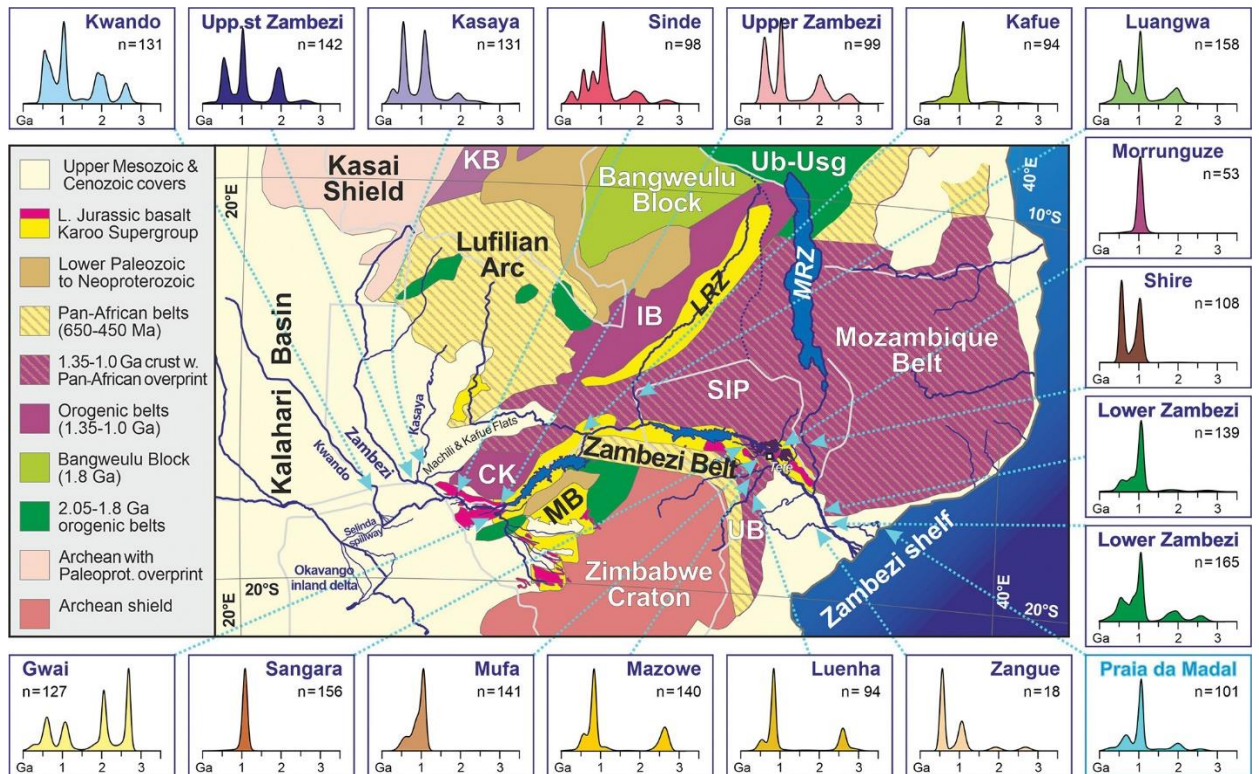 Kwando
n=131
Ga 1 2 3
Upp.st Zambezi
n=142
Ga 1 2 3
Kasaya
n=131
Ga 1 2 3
Sinde
n=98
Ga 1 2 3
Upper Zambezi
n=99
Ga 1 2 3
Kafue
n=94
Ga 1 2 3
Luangwa
n=158
Ga 1 2 3
Upper Mesozoic &
Cenozoic covers
L. Jurassic basalt
Karoo Supergroup
Lower Paleozoic
to Neoproterozoic
Pan-African belts
(650-450 Ma)
1.35-1.0 Ga crust w.
Pan-African overprint
Orogenic belts
(1.35-1.0 Ga)
Bangweulu Block
(1.8 Ga)
2.05-1.8 Ga
orogenic belts
Archean with
Paleoprot. overprint
Archean shield
20°E
Kasai
Shield
KB
Bangweulu
Block
Ub-Usg
40°E
10°S
Lufilian
Arc
LRZ
MRZ
IB
Mozambique
Belt
SIP
Kalahari Basin
Kasaya
Zambezi
Kwando
Machili & Kafue Flats
CK
Zambezi Belt
Tete
MB
UB
Selinda
spillway
Okavango
inland delta
Zimbabwe
Craton
Zambezi shelf
20°E
20°S
40°E
20°S
Morrunguze
n=53
Ga 1 2 3
Shire
n=108
Ga 1 2 3
Lower Zambezi
n=139
Ga 1 2 3
Lower Zambezi
n=165
Ga 1 2 3
Gwai
n=127
Ga 1 2 3
Sangara
n=156
Ga 1 2 3
Mufa
n=141
Ga 1 2 3
Mazowe
n=140
Ga 1 2 3
Luenha
n=94
Ga 1 2 3
Zangue
n=18
Ga 1 2 3
Praia da Madal
n=101
Ga 1 2 3